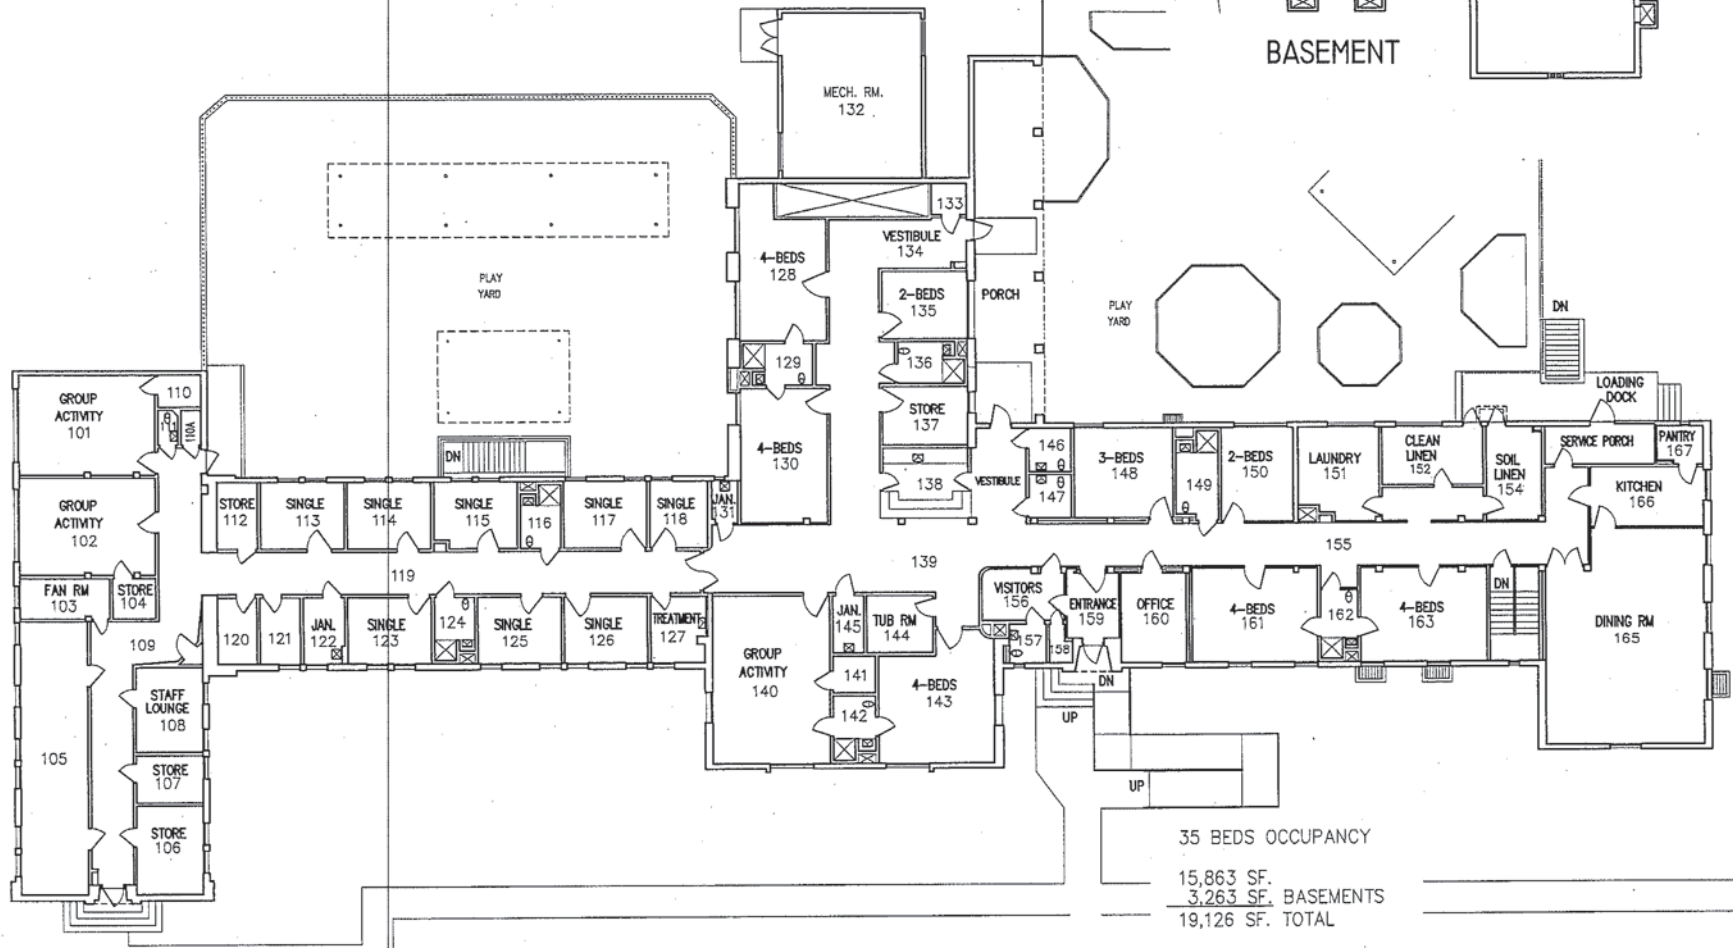 BASEMENT
MECH. RM.
132
133
VESTIBULE
134
4-BEDS
128
2-BEDS
135
PORCH
PLAY
YARD
PLAY
YARD
DN
129
136
LOADING
DOCK
GROUP
ACTIVITY
101
110
110A
STORE
137
4-BEDS
130
DN
138
VESTIBULE
146
147
3-BEDS
148
149
2-BEDS
150
LAUNDRY
151
CLEAN
LINEN
152
SOIL
LINEN
154
SERVICE PORCH
PANTRY
167
KITCHEN
166
GROUP
ACTIVITY
102
STORE
112
SINGLE
113
SINGLE
114
SINGLE
115
116
SINGLE
117
SINGLE
118
JAN.
131
119
139
155
FAN RM
103
STORE
104
109
120
121
JAN.
122
SINGLE
123
124
SINGLE
125
SINGLE
126
TREATMENT
127
GROUP
ACTIVITY
140
JAN.
145
TUB RM
144
141
142
4-BEDS
143
VISITORS
156
157
158
ENTRANCE
159
OFFICE
160
4-BEDS
161
162
4-BEDS
163
DN
DINING RM
165
STAFF
LOUNGE
108
105
STORE
107
STORE
106
DN
UP
UP
35 BEDS OCCUPANCY
15,863 SF.
3,263 SF. BASEMENTS
19,126 SF. TOTAL